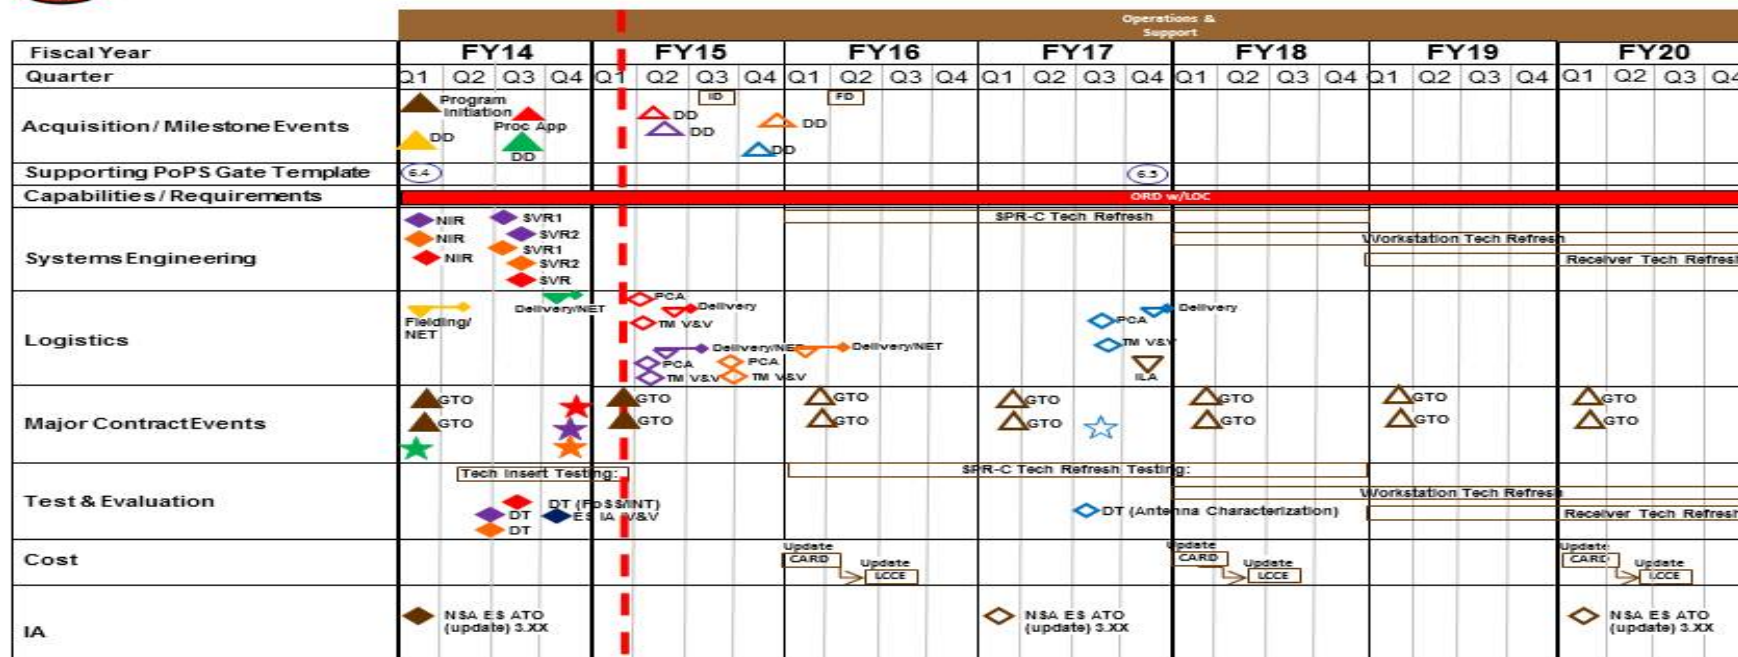 Operations &
Support
Fiscal Year FY14 FY15 FY16 FY17 FY18 FY19 FY20
Quarter Q1 Q2 Q3 Q4 Q1 Q2 Q3 Q4 Q1 Q2 Q3 Q4 Q1 Q2 Q3 Q4 Q1 Q2 Q3 Q4 Q1 Q2 Q3 Q4 Q1 Q2 Q3 Q4
Acquisition / Milestone Events
Program
Initiation
Proc App
DD
DD
ID
FD
DD
DD
DD
DD
Supporting PoPS Gate Template 6.4 6.5
Capabilities / Requirements ORD w/LOC
Systems Engineering
NIR
NIR
NIR
SVR1
SVR2
SVR1
SVR2
SVR
SPR-C Tech Refresh
Workstation Tech Refresh
Receiver Tech Refresh
Logistics
Fielding/
NET
Delivery/NET
PCA
Delivery
TM V&V
Delivery/NET
PCA
TM V&V
PCA
TM V&V
Delivery/NET
Delivery
PCA
TM V&V
ILA
Major Contract Events
GTO GTO GTO GTO GTO GTO GTO
GTO GTO GTO GTO GTO GTO GTO
Test & Evaluation
Tech Insert Testing:
DT (PoSS/INT)
DT
ES IA V&V
DT
SPR-C Tech Refresh Testing:
DT (Antenna Characterization)
Workstation Tech Refresh
Receiver Tech Refresh
Cost
Update
CARD
Update
LCCE
Update
CARD
Update
LCCE
Update
CARD
Update
LCCE
IA
NSA ES ATO
(update) 3.XX
NSA ES ATO
(update) 3.XX
NSA ES ATO
(update) 3.XX